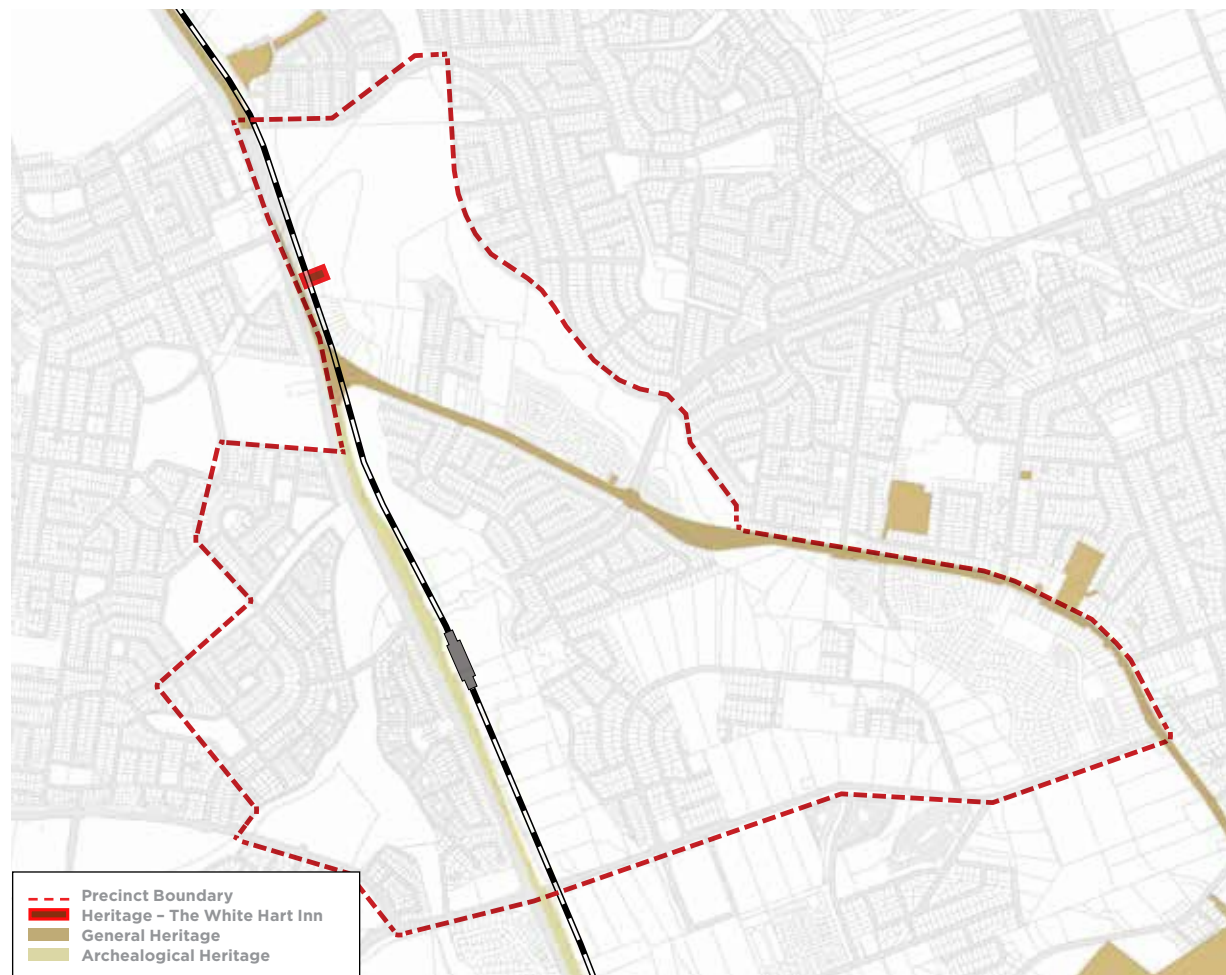 Precinct Boundary
Heritage – The White Hart Inn
General Heritage
Archealogical Heritage